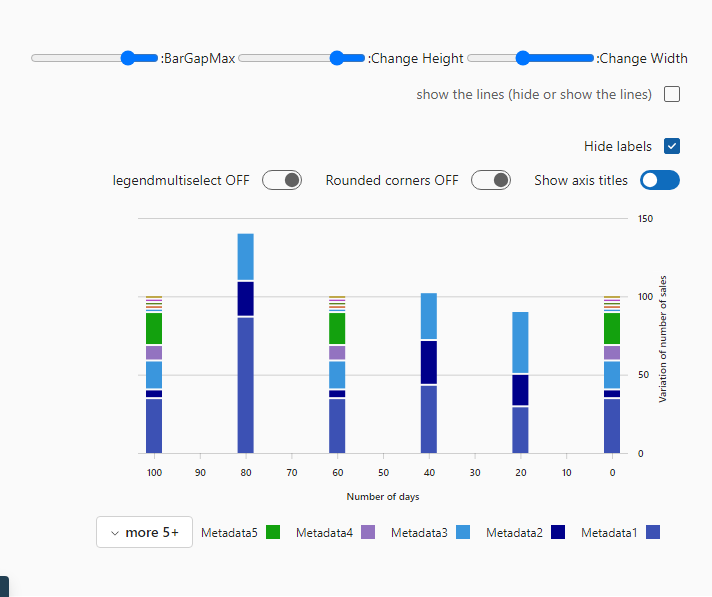 :BarGapMax :Change Height :Change Width
show the lines (hide or show the lines)
Hide labels
legendmultiselect OFF Rounded corners OFF Show axis titles
150
100
50
0
Variation of number of sales
100 90 80 70 60 50 40 30 20 10 0
Number of days
more 5+ Metadata5 Metadata4 Metadata3 Metadata2 Metadata1